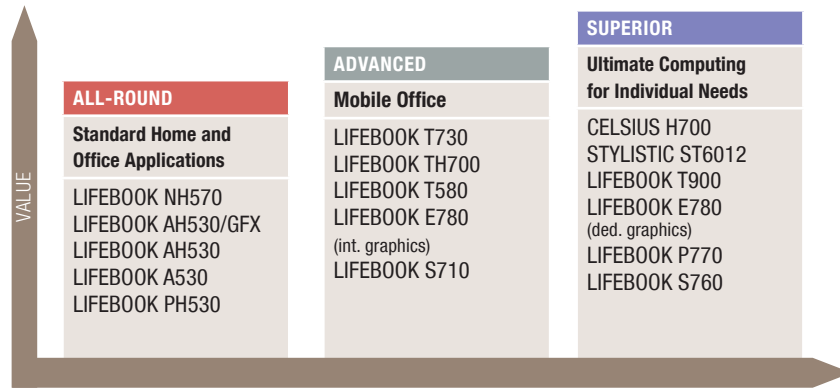 VALUE
ALL-ROUND
Standard Home and
Office Applications
LIFEBOOK NH570
LIFEBOOK AH530/GFX
LIFEBOOK AH530
LIFEBOOK A530
LIFEBOOK PH530
ADVANCED
Mobile Office
LIFEBOOK T730
LIFEBOOK TH700
LIFEBOOK T580
LIFEBOOK E780
(int. graphics)
LIFEBOOK S710
SUPERIOR
Ultimate Computing
for Individual Needs
CELSIUS H700
STYLISTIC ST6012
LIFEBOOK T900
LIFEBOOK E780
(ded. graphics)
LIFEBOOK P770
LIFEBOOK S760